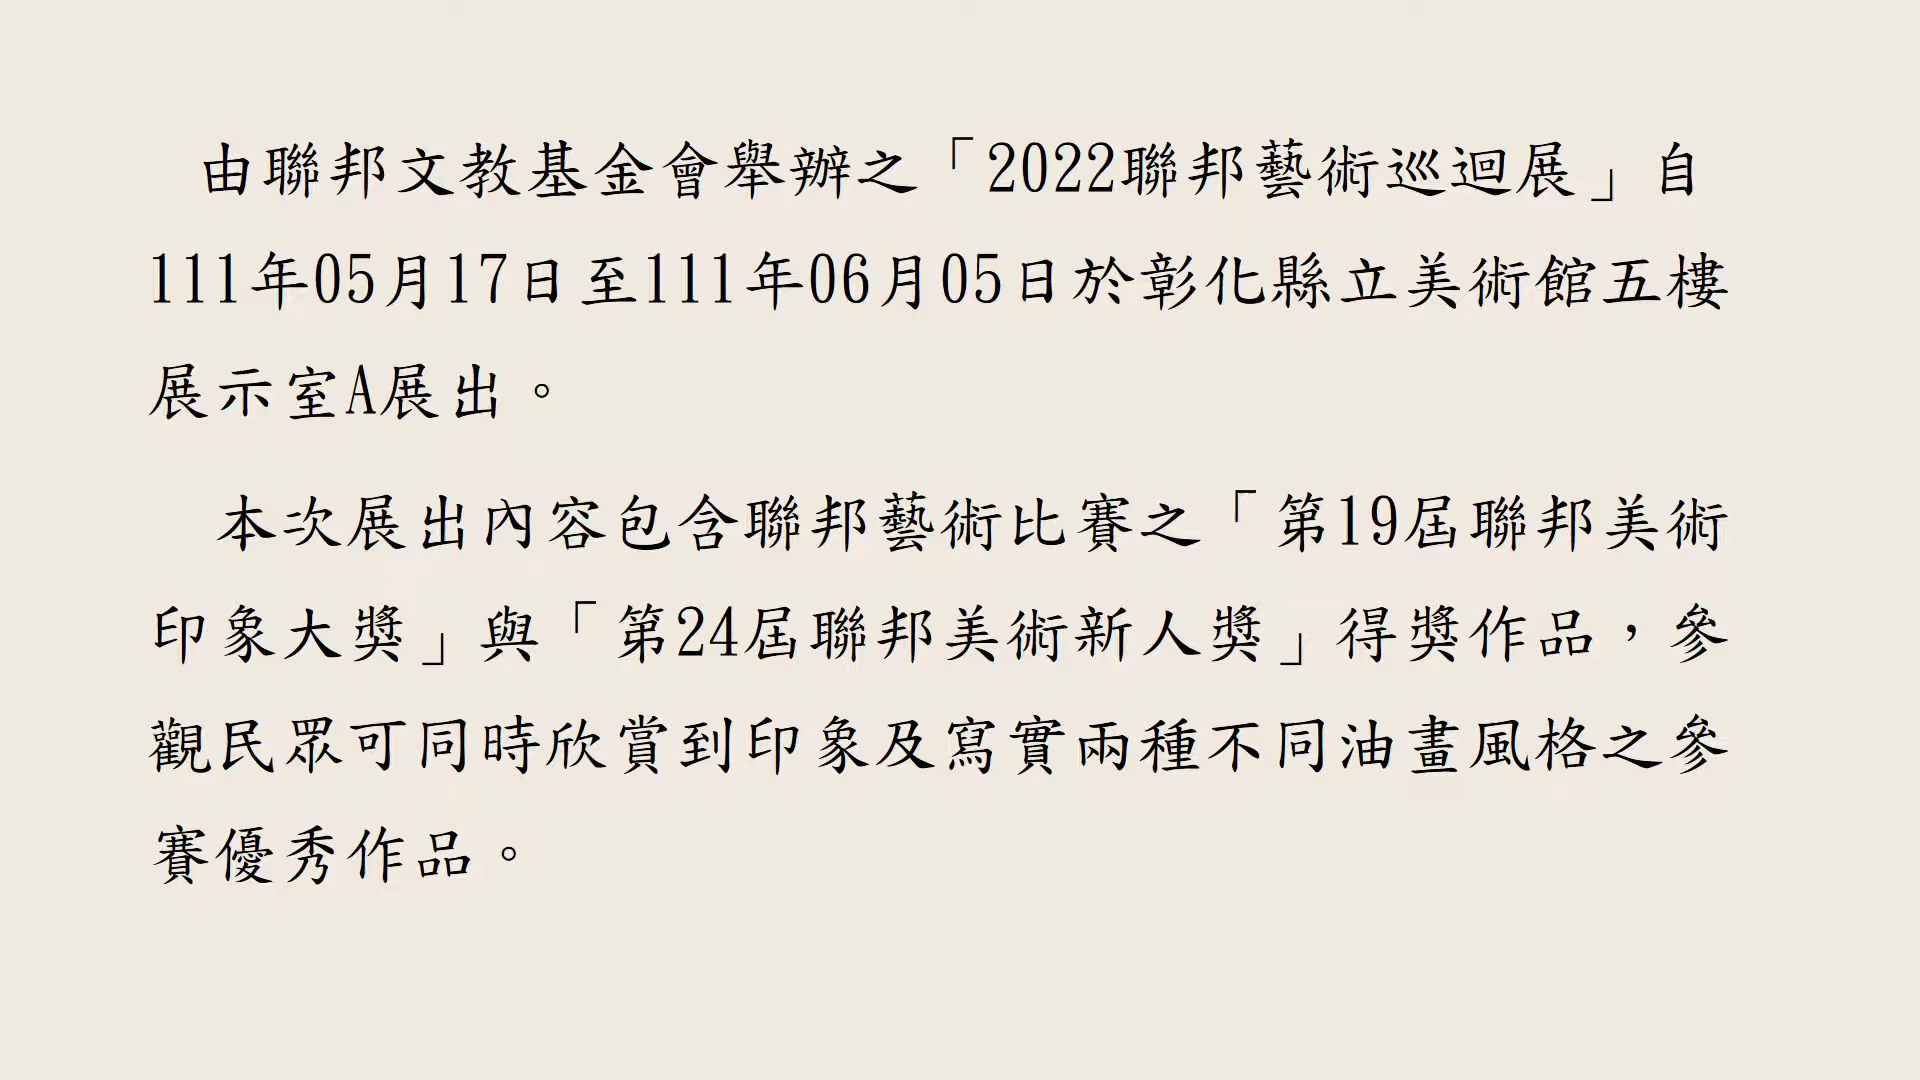 由聯邦文教基金會舉辦之「2022聯邦藝術巡迴展」自
111年05月17日至111年06月05日於彰化縣立美術館五樓
展示室A展出。
本次展出內容包含聯邦藝術比賽之「第19屆聯邦美術
印象大獎」與「第24屆聯邦美術新人獎」得獎作品，參
觀民眾可同時欣賞到印象及寫實兩種不同油畫風格之參
賽優秀作品。